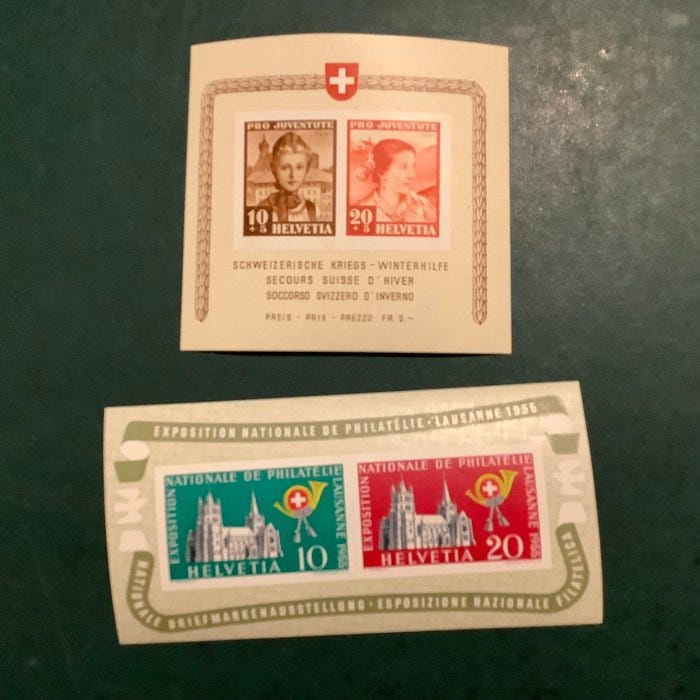 PRO JUVENTUTE
10
+5 HELVETIA
PRO JUVENTUTE
20
+5 HELVETIA
SCHWEIZERISCHE KRIEGS - WINTERHILFE
SECOURS SUISSE D'HIVER
SOCCORSO SVIZZERO D'INVERNO
PREIS - PRIX - PREZZO FR. 2.-
EXPOSITION NATIONALE DE PHILATÉLIE · LAUSANNE 1955
EXPOSITION NATIONALE DE PHILATÉLIE LAUSANNE 1955
10
HELVETIA
EXPOSITION NATIONALE DE PHILATÉLIE LAUSANNE 1955
20
HELVETIA
NATIONALE BRIEFMARKENAUSSTELLUNG · ESPOSIZIONE NAZIONALE FILATELICA